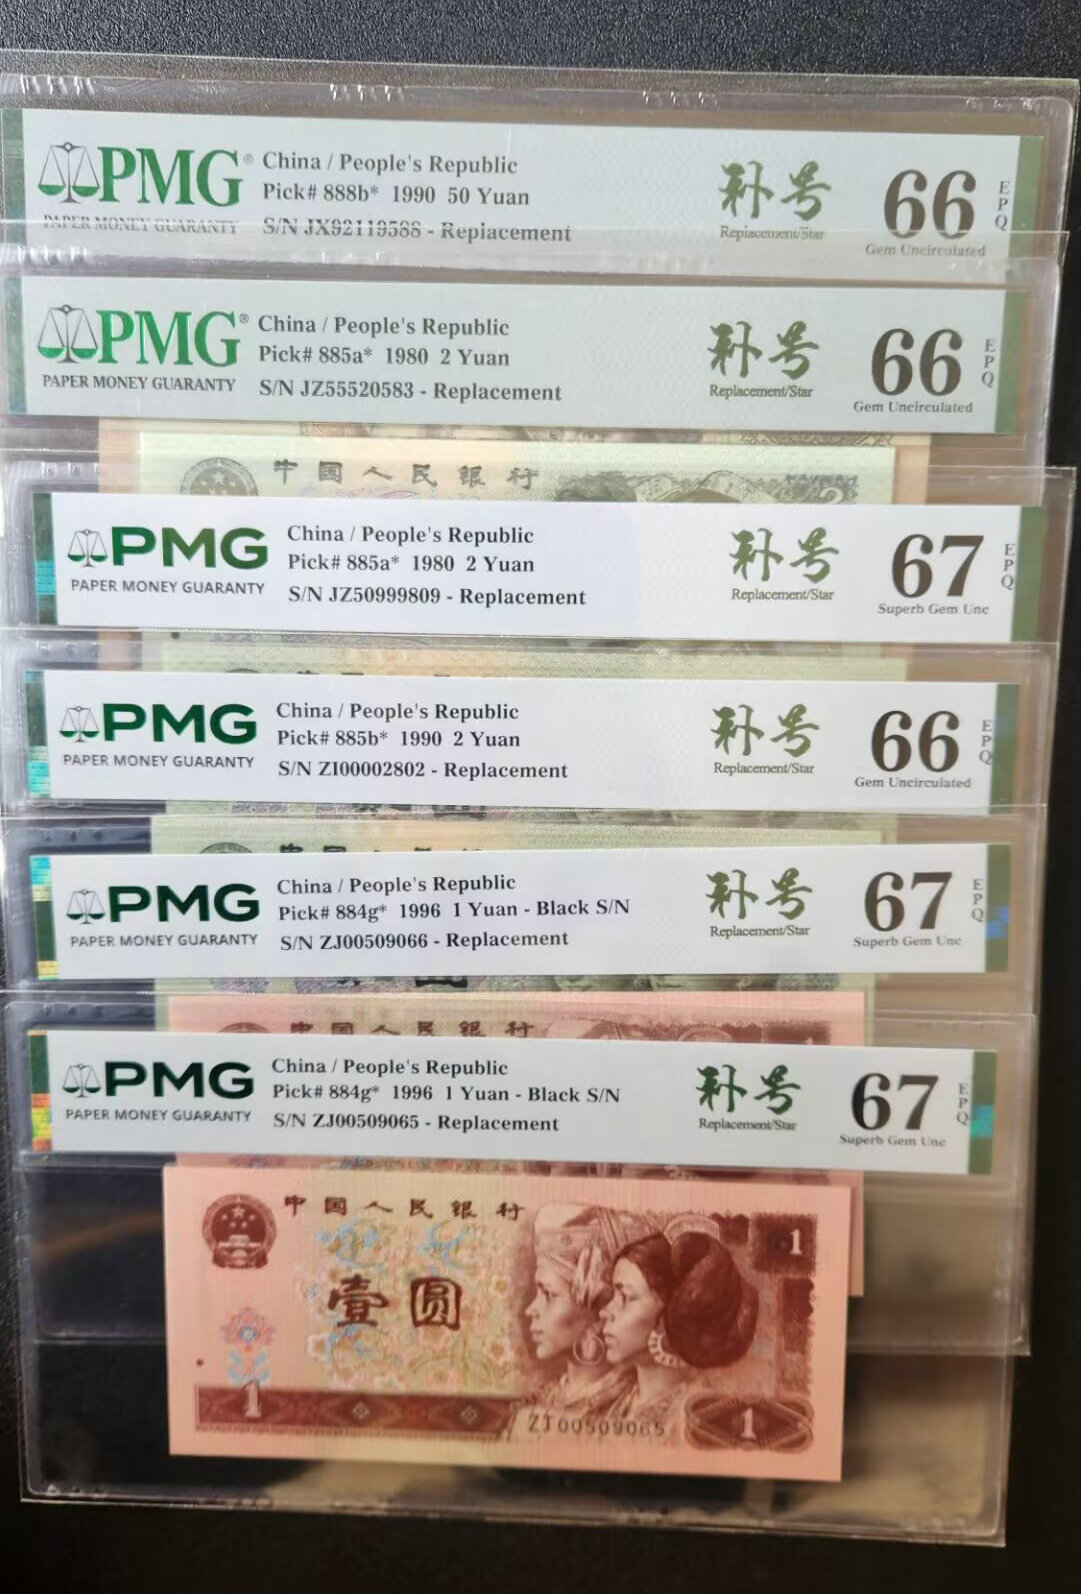 PMG®
PAPER MONEY GUARANTY
China / People's Republic
Pick# 888b* 1990 50 Yuan
S/N JX92119588 - Replacement
补号
Replacement/Star
66
EPQ
Gem Uncirculated
PMG®
PAPER MONEY GUARANTY
China / People's Republic
Pick# 885a* 1980 2 Yuan
S/N JZ55520583 - Replacement
补号
Replacement/Star
66
EPQ
Gem Uncirculated
中国人民银行
2
PMG
PAPER MONEY GUARANTY
China / People's Republic
Pick# 885a* 1980 2 Yuan
S/N JZ50999809 - Replacement
补号
Replacement/Star
67
EPQ
Superb Gem Unc
PMG
PAPER MONEY GUARANTY
China / People's Republic
Pick# 885b* 1990 2 Yuan
S/N ZI00002802 - Replacement
补号
Replacement/Star
66
EPQ
Gem Uncirculated
PMG
PAPER MONEY GUARANTY
China / People's Republic
Pick# 884g* 1996 1 Yuan - Black S/N
S/N ZJ00509066 - Replacement
补号
Replacement/Star
67
EPQ
Superb Gem Unc
中国人民银行
PMG
PAPER MONEY GUARANTY
China / People's Republic
Pick# 884g* 1996 1 Yuan - Black S/N
S/N ZJ00509065 - Replacement
补号
Replacement/Star
67
EPQ
Superb Gem Unc
中国人民银行
1
壹圆
1
ZJ00509065
1